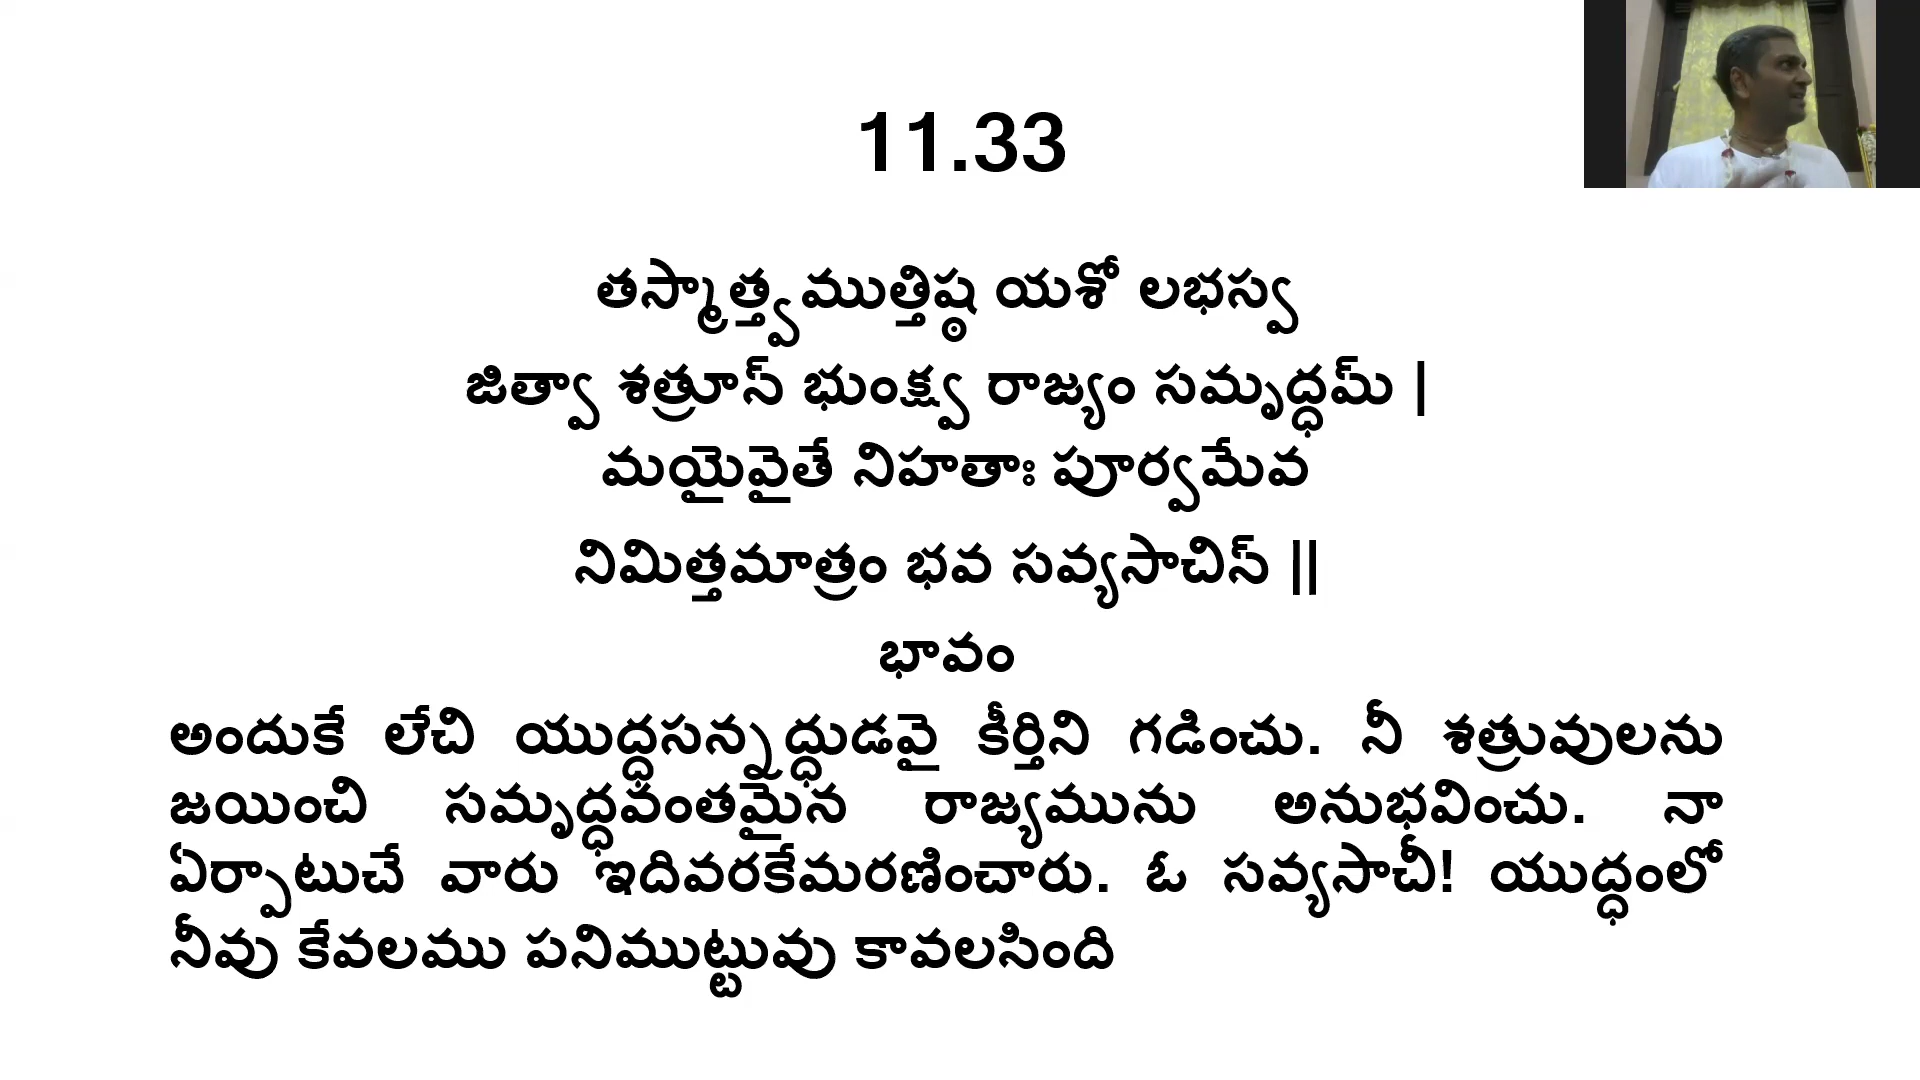 11.33
తస్మాత్త్వముత్తిష్ఠ యశో లభస్వ
జిత్వా శత్రూన్ భుంక్ష్వ రాజ్యం సమృద్ధమ్ |
మయైవైతే నిహతాః పూర్వమేవ
నిమిత్తమాత్రం భవ సవ్యసాచిన్ ||
భావం
అందుకే లేచి యుద్ధసన్నద్ధుడవై కీర్తిని గడించు. నీ శత్రువులను
జయించి సమృద్ధవంతమైన రాజ్యమును అనుభవించు. నా
ఏర్పాటుచే వారు ఇదివరకేమరణించారు. ఓ సవ్యసాచీ! యుద్ధంలో
నీవు కేవలము పనిముట్టువు కావలసింది